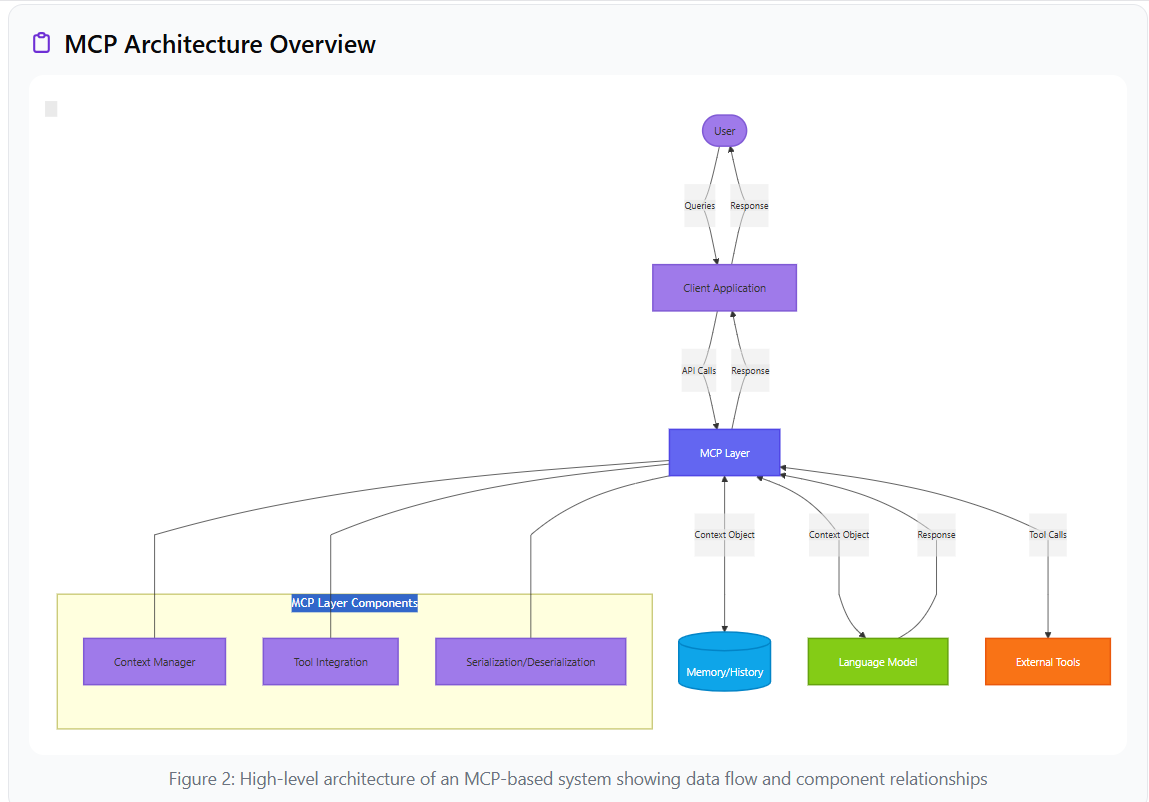 MCP Architecture Overview
User
Queries
Response
Client Application
API Calls
Response
MCP Layer
Context Object
Context Object
Response
Tool Calls
MCP Layer Components
Context Manager
Tool Integration
Serialization/Deserialization
Memory/History
Language Model
External Tools
Figure 2: High-level architecture of an MCP-based system showing data flow and component relationships